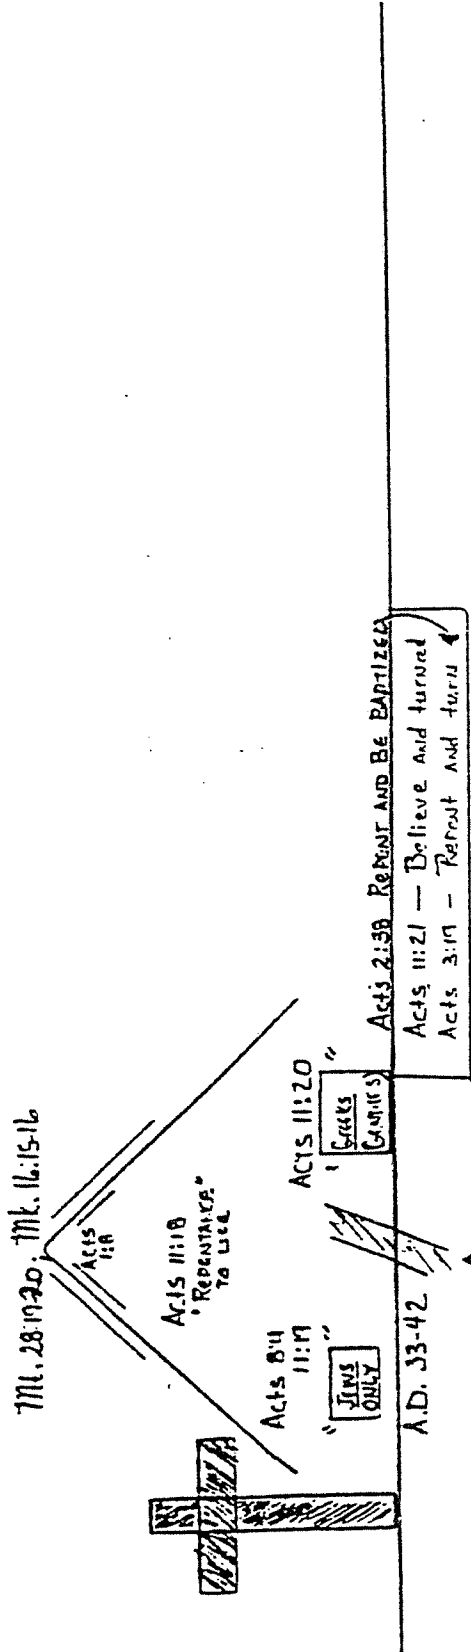 Mt. 28:19-20, Mk. 16:15-16
Acts
1:8
Acts 11:18
"Repentance"
to Life
Acts 8:4
11:19
"JEWS
ONLY"
Acts 11:20
"Greeks
Gentiles"
A.D. 33-42
Acts 2:38 Repent AND BE BAPTIZED
Acts 11:21 — Believe and turned
Acts 3:19 – Repent and turn